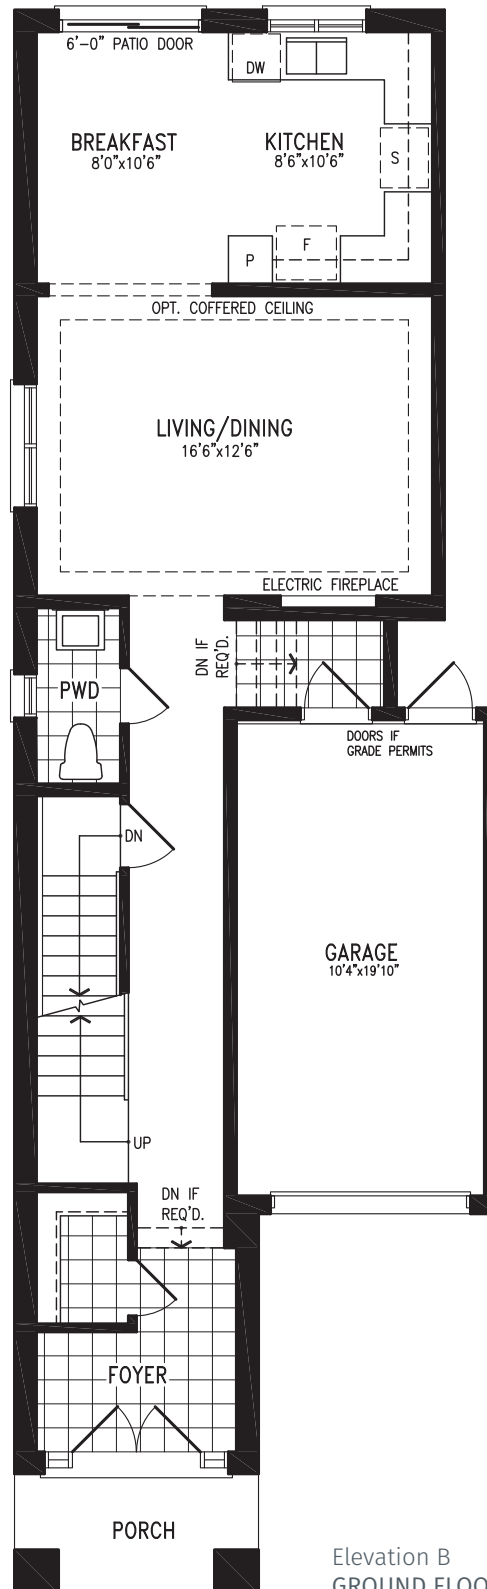 6'-0" PATIO DOOR
DW
BREAKFAST
8'0"x10'6"
KITCHEN
8'6"x10'6"
S
F
P
OPT. COFFERED CEILING
LIVING/DINING
16'6"x12'6"
ELECTRIC FIREPLACE
DN IF
REQ'D.
PWD
DOORS IF
GRADE PERMITS
DN
GARAGE
10'4"x19'10"
UP
DN IF
REQ'D.
FOYER
PORCH
Elevation B
GROUND FLOO